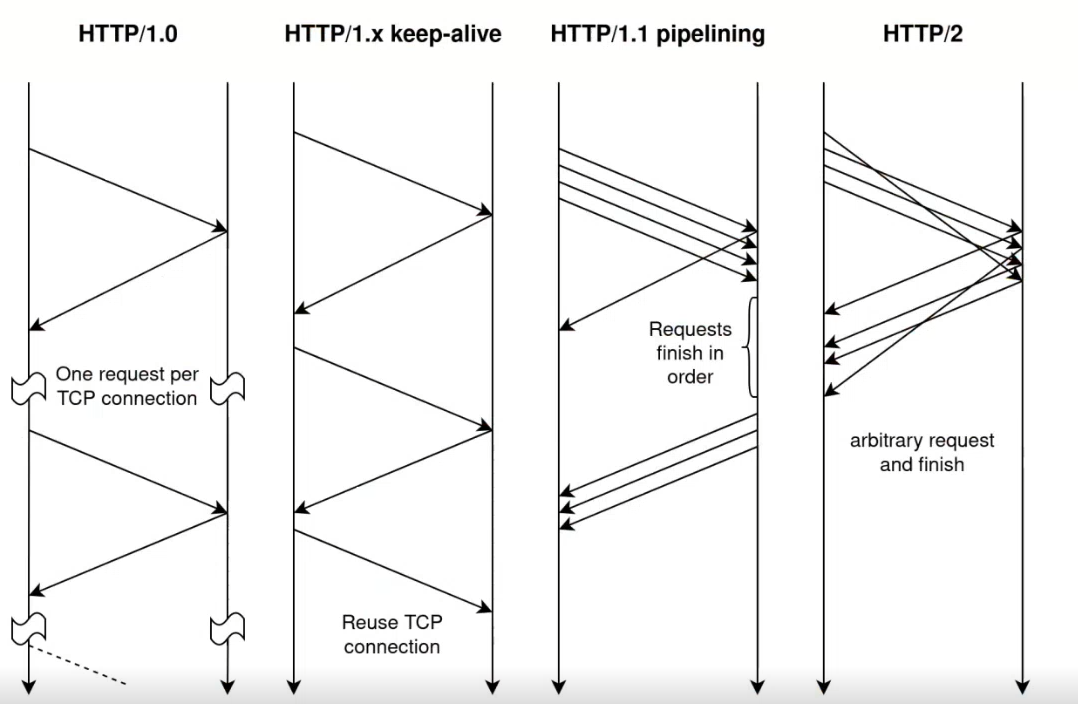 HTTP/1.0
HTTP/1.x keep-alive
HTTP/1.1 pipelining
HTTP/2
One request per
TCP connection
Reuse TCP
connection
Requests
finish in
order
arbitrary request
and finish